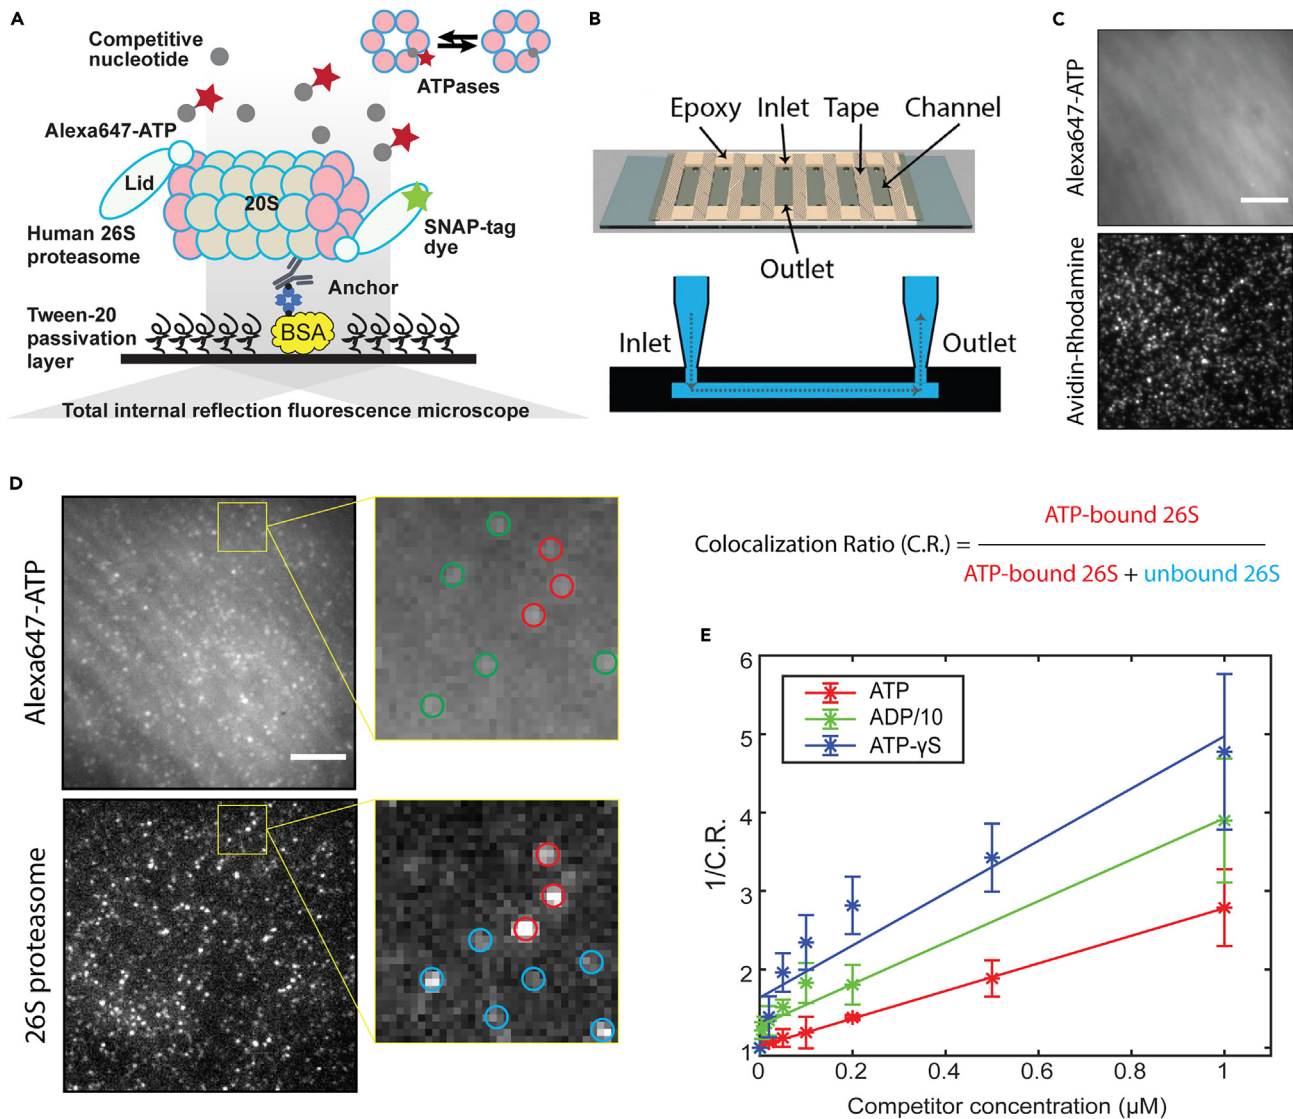 A
Competitive
nucleotide
ATPases
Alexa647-ATP
Lid
20S
Human 26S
proteasome
SNAP-tag
dye
Anchor
Tween-20
passivation
layer
BSA
Total internal reflection fluorescence microscope
B
Epoxy Inlet Tape Channel
Outlet
Inlet
Outlet
C
Alexa647-ATP
Avidin-Rhodamine
D
Alexa647-ATP
26S proteasome
Colocalization Ratio (C.R.) =
ATP-bound 26S
ATP-bound 26S + unbound 26S
E
6
5
4
3
2
1
1/C.R.
ATP
ADP/10
ATP-γS
0 0.2 0.4 0.6 0.8 1
Competitor concentration (μM)